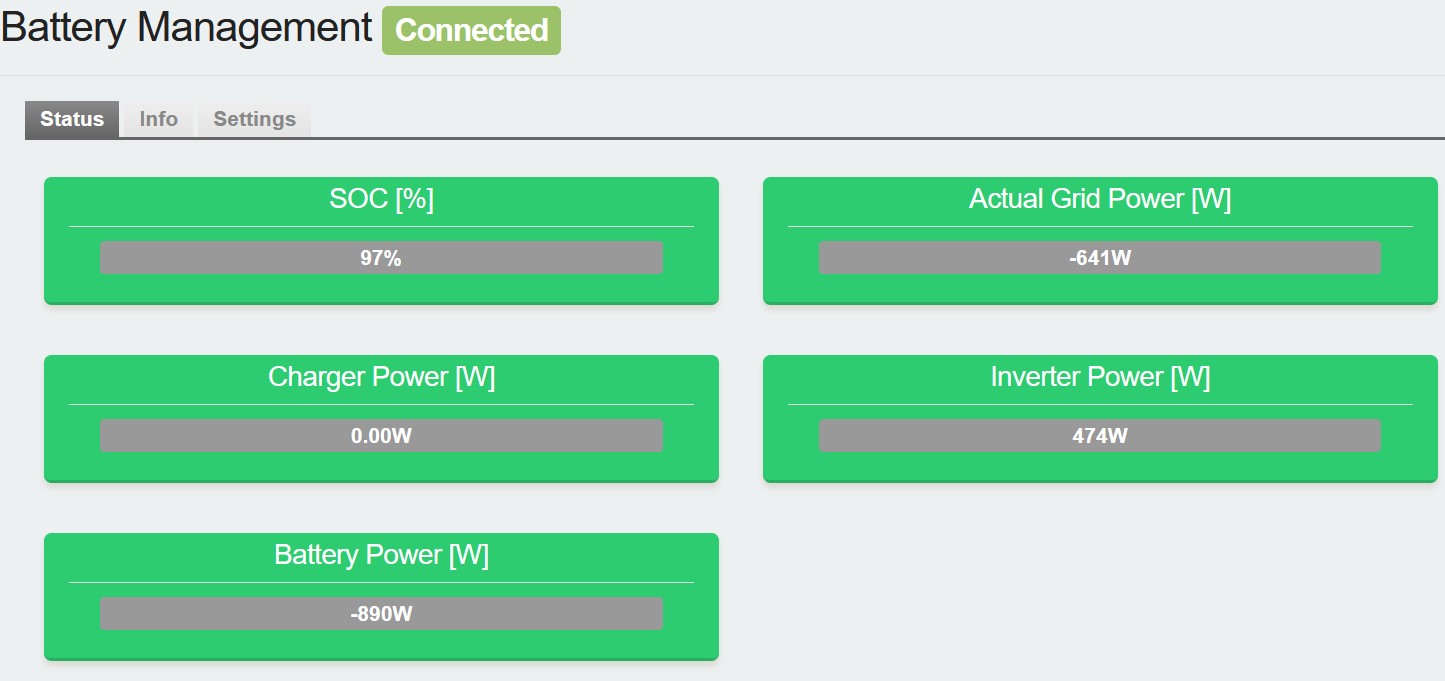 Battery Management Connected
Status Info Settings
SOC [%]
97%
Actual Grid Power [W]
-641W
Charger Power [W]
0.00W
Inverter Power [W]
474W
Battery Power [W]
-890W